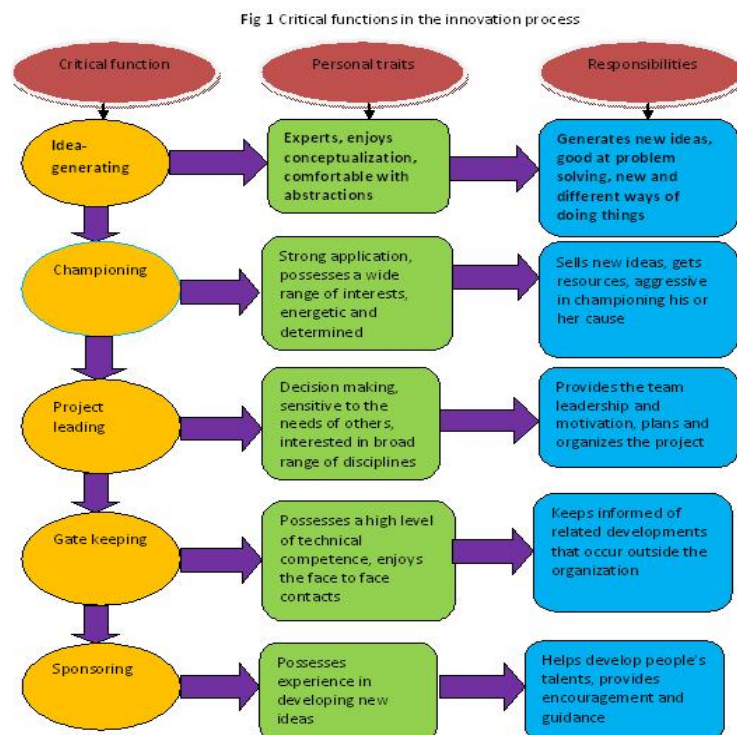 Fig 1 Critical functions in the innovation process
Critical function
Personal traits
Responsibilities
Idea-
generating
Experts, enjoys
conceptualization,
comfortable with
abstractions
Generates new ideas,
good at problem
solving, new and
different ways of
doing things
Championing
Strong application,
possesses a wide
range of interests,
energetic and
determined
Sells new ideas, gets
resources, aggressive
in championing his or
her cause
Project
leading
Decision making,
sensitive to the
needs of others,
interested in broad
range of disciplines
Provides the team
leadership and
motivation, plans and
organizes the project
Gate keeping
Possesses a high level
of technical
competence, enjoys
the face to face
contacts
Keeps informed of
related developments
that occur outside the
organization
Sponsoring
Possesses
experience in
developing new
ideas
Helps develop people's
talents, provides
encouragement and
guidance